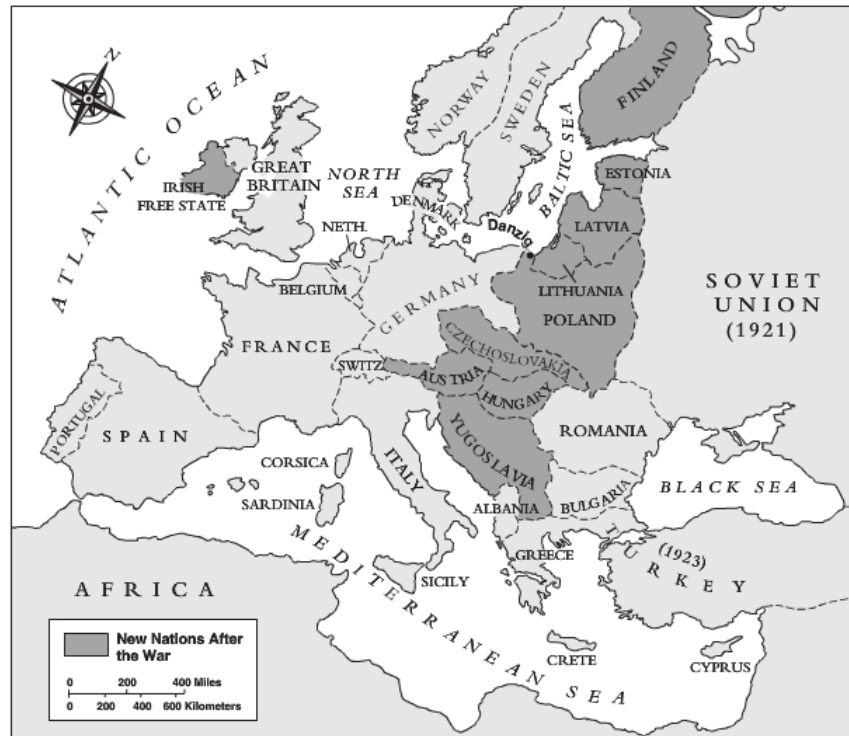 N
ATLANTIC OCEAN
NORWAY
SWEDEN
FINLAND
BALTIC SEA
NORTH
SEA
IRISH
FREE STATE
GREAT
BRITAIN
DENMARK
ESTONIA
LATVIA
LITHUANIA
Danzig
NETH.
BELGIUM
GERMANY
POLAND
SOVIET
UNION
(1921)
FRANCE
SWITZ
CZECHOSLOVAKIA
AUSTRIA
HUNGARY
PORTUGAL
SPAIN
ITALY
YUGOSLAVIA
ROMANIA
CORSICA
SARDINIA
ALBANIA
BULGARIA
BLACK SEA
GREECE
(1923)
TURKEY
SICILY
MEDITERRANEAN SEA
CRETE
CYPRUS
AFRICA
New Nations After
the War
0 200 400 Miles
0 200 400 600 Kilometers